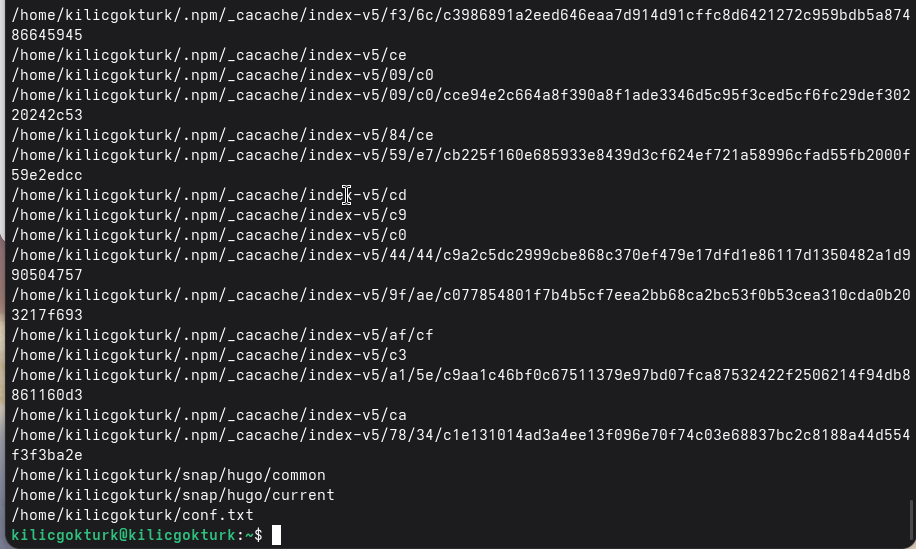 /home/kilicgokturk/.npm/_cacache/index-v5/f3/6c/c3986891a2eed646eaa7d914d91cffc8d6421272c959bdb5a874
86645945
/home/kilicgokturk/.npm/_cacache/index-v5/ce
/home/kilicgokturk/.npm/_cacache/index-v5/09/c0
/home/kilicgokturk/.npm/_cacache/index-v5/09/c0/cce94e2c664a8f390a8f1ade3346d5c95f3ced5cf6fc29def302
20242c53
/home/kilicgokturk/.npm/_cacache/index-v5/84/ce
/home/kilicgokturk/.npm/_cacache/index-v5/59/e7/cb225f160e685933e8439d3cf624ef721a58996cfad55fb2000f
59e2edcc
/home/kilicgokturk/.npm/_cacache/index-v5/cd
/home/kilicgokturk/.npm/_cacache/index-v5/c9
/home/kilicgokturk/.npm/_cacache/index-v5/c0
/home/kilicgokturk/.npm/_cacache/index-v5/44/44/c9a2c5dc2999cbe868c370ef479e17dfd1e86117d1350482a1d9
90504757
/home/kilicgokturk/.npm/_cacache/index-v5/9f/ae/c077854801f7b4b5cf7eea2bb68ca2bc53f0b53cea310cda0b20
3217f693
/home/kilicgokturk/.npm/_cacache/index-v5/af/cf
/home/kilicgokturk/.npm/_cacache/index-v5/c3
/home/kilicgokturk/.npm/_cacache/index-v5/a1/5e/c9aa1c46bf0c67511379e97bd07fca87532422f2506214f94db8
861160d3
/home/kilicgokturk/.npm/_cacache/index-v5/ca
/home/kilicgokturk/.npm/_cacache/index-v5/78/34/c1e131014ad3a4ee13f096e70f74c03e68837bc2c8188a44d554
f3f3ba2e
/home/kilicgokturk/snap/hugo/common
/home/kilicgokturk/snap/hugo/current
/home/kilicgokturk/conf.txt
kilicgokturk@kilicgokturk:~$